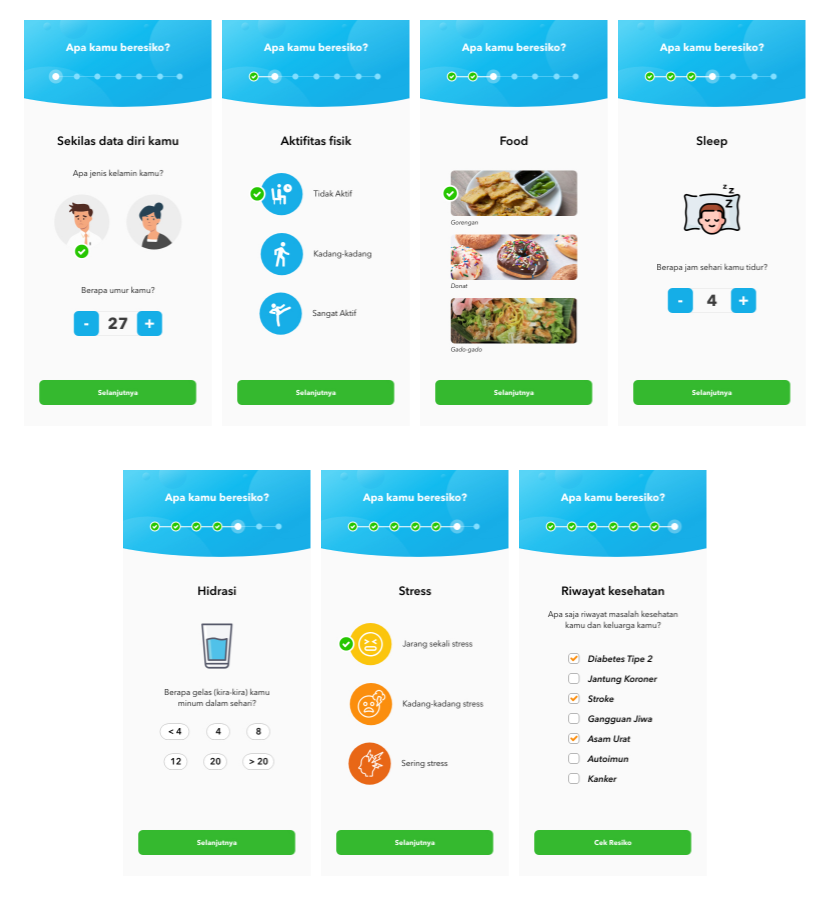 Apa kamu beresiko?
Sekilas data diri kamu
Apa jenis kelamin kamu?
Berapa umur kamu?
- 27 +
Selanjutnya
Apa kamu beresiko?
Aktifitas fisik
Tidak Aktif
Kadang-kadang
Sangat Aktif
Selanjutnya
Apa kamu beresiko?
Food
Gorengan
Donat
Gado-gado
Selanjutnya
Apa kamu beresiko?
Sleep
z z z
Berapa jam sehari kamu tidur?
- 4 +
Selanjutnya
Apa kamu beresiko?
Hidrasi
Berapa gelas (kira-kira) kamu
minum dalam sehari?
< 4 4 8
12 20 > 20
Selanjutnya
Apa kamu beresiko?
Stress
Jarang sekali stress
Kadang-kadang stress
Sering stress
Selanjutnya
Apa kamu beresiko?
Riwayat kesehatan
Apa saja riwayat masalah kesehatan
kamu dan keluarga kamu?
Diabetes Tipe 2
Jantung Koroner
Stroke
Gangguan Jiwa
Asam Urat
Autoimun
Kanker
Cek Resiko